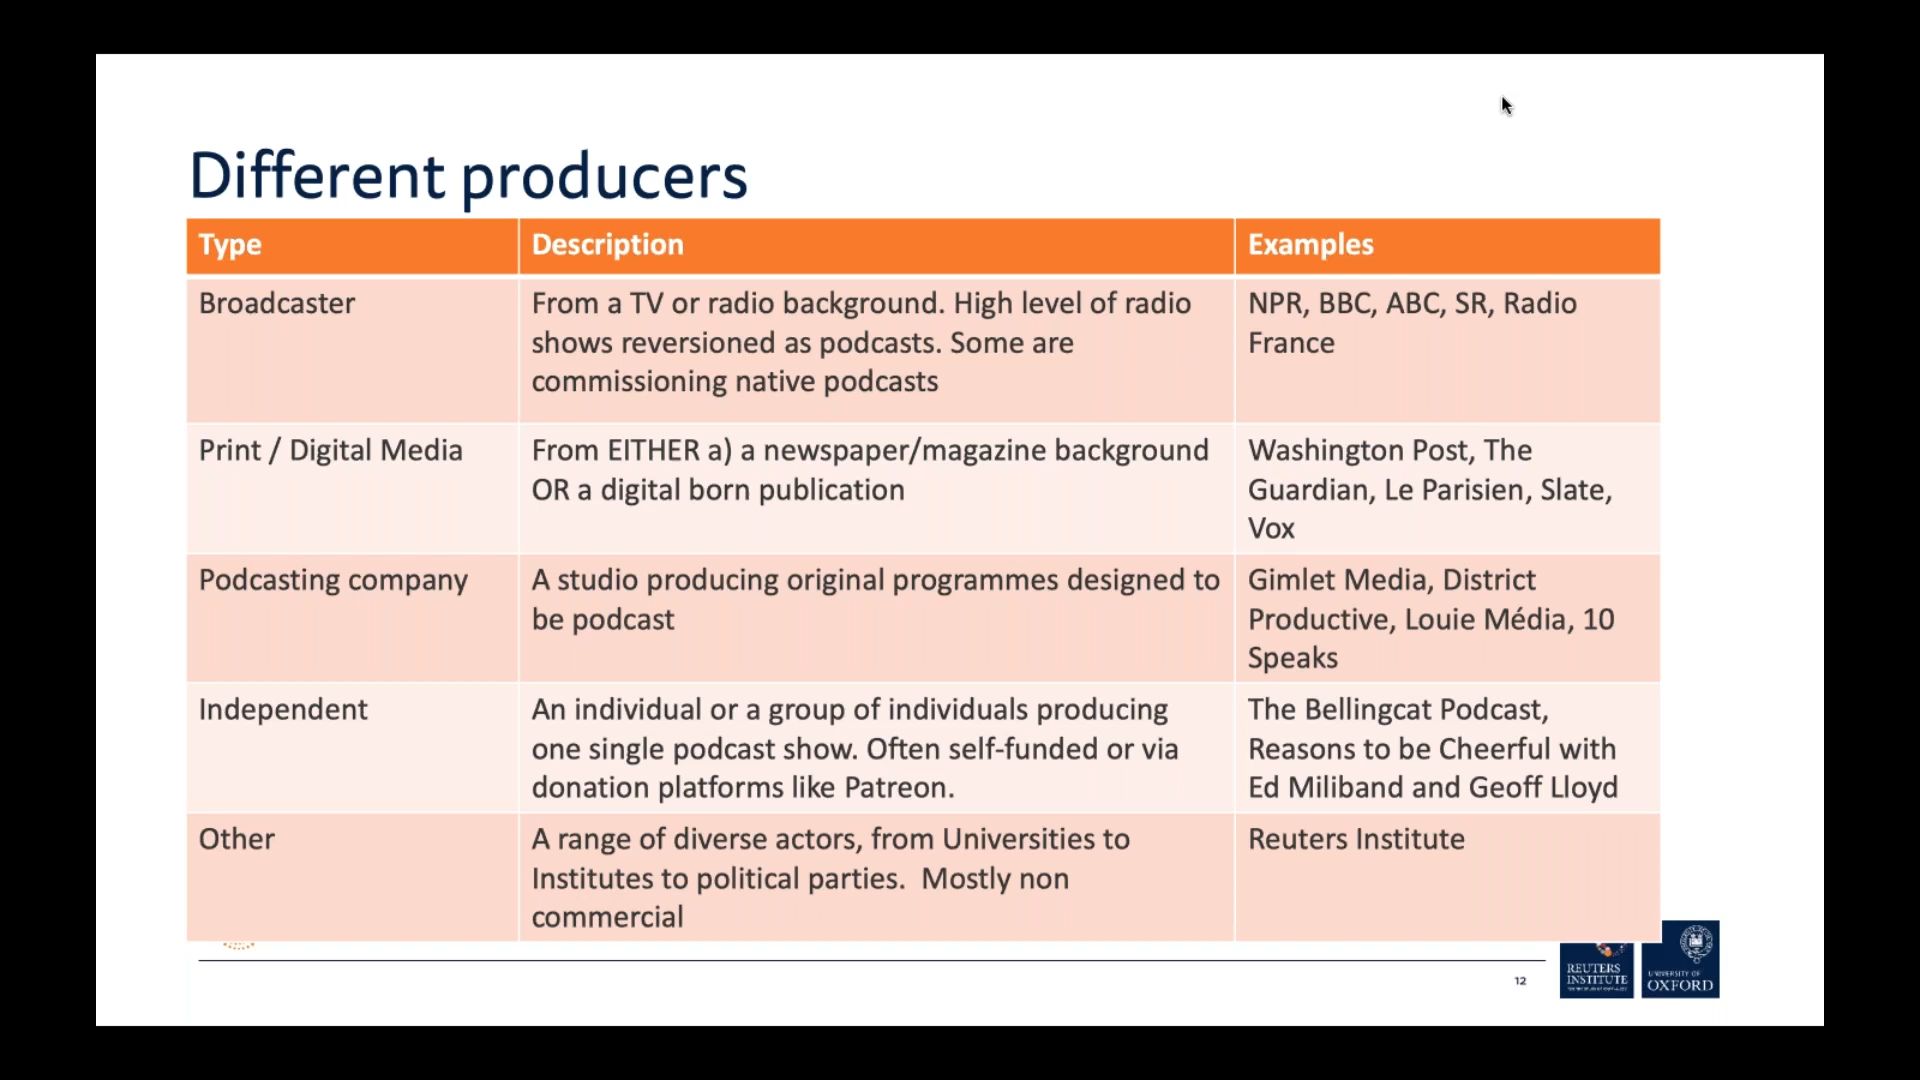 Different producers
Type
Description
Examples
Broadcaster
From a TV or radio background. High level of radio
shows reversioned as podcasts. Some are
commissioning native podcasts
NPR, BBC, ABC, SR, Radio
France
Print / Digital Media
From EITHER a) a newspaper/magazine background
OR a digital born publication
Washington Post, The
Guardian, Le Parisien, Slate,
Vox
Podcasting company
A studio producing original programmes designed to
be podcast
Gimlet Media, District
Productive, Louie Média, 10
Speaks
Independent
An individual or a group of individuals producing
one single podcast show. Often self-funded or via
donation platforms like Patreon.
The Bellingcat Podcast,
Reasons to be Cheerful with
Ed Miliband and Geoff Lloyd
Other
A range of diverse actors, from Universities to
Institutes to political parties.  Mostly non
commercial
Reuters Institute
12
REUTERS
INSTITUTE
UNIVERSITY OF
OXFORD